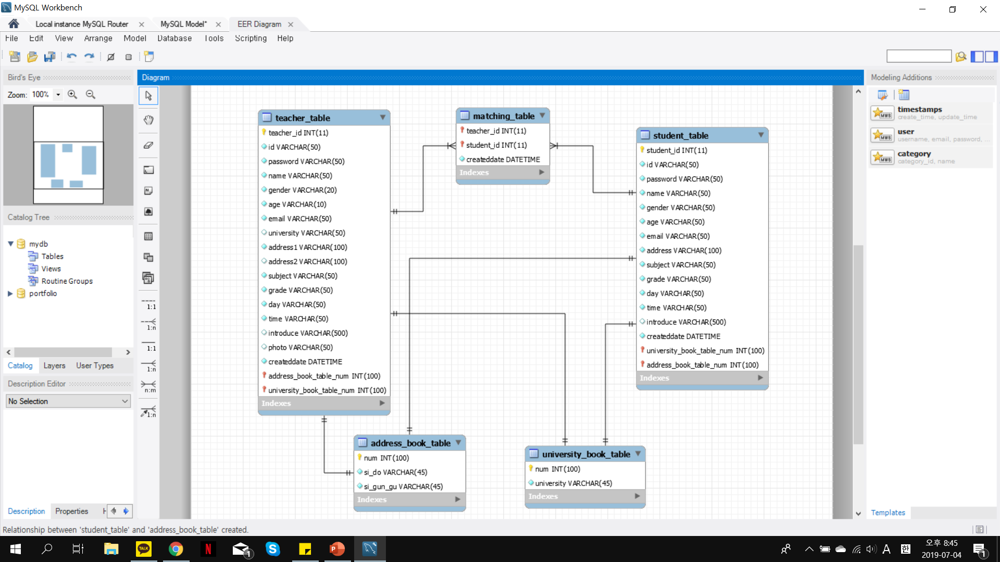 MySQL Workbench
Local instance MySQL Router
MySQL Model*
EER Diagram
File Edit View Arrange Model Database Tools Scripting Help
Bird's Eye
Zoom: 100%
Catalog Tree
mydb
Tables
Views
Routine Groups
portfolio
Catalog Layers User Types
Description Editor
No Selection
Description Properties H
Diagram
1:1
1:n
1:1
1:n
n:m
1:n
teacher_table
teacher_id INT(11)
id VARCHAR(50)
password VARCHAR(50)
name VARCHAR(50)
gender VARCHAR(20)
age VARCHAR(10)
email VARCHAR(50)
university VARCHAR(50)
address1 VARCHAR(100)
address2 VARCHAR(100)
subject VARCHAR(50)
grade VARCHAR(50)
day VARCHAR(50)
time VARCHAR(50)
introduce VARCHAR(500)
photo VARCHAR(50)
createddate DATETIME
address_book_table_num INT(100)
university_book_table_num INT(100)
Indexes
matching_table
teacher_id INT(11)
student_id INT(11)
createddate DATETIME
Indexes
student_table
student_id INT(11)
id VARCHAR(50)
password VARCHAR(50)
name VARCHAR(50)
gender VARCHAR(50)
age VARCHAR(50)
email VARCHAR(50)
address VARCHAR(100)
subject VARCHAR(50)
grade VARCHAR(50)
day VARCHAR(50)
time VARCHAR(50)
introduce VARCHAR(500)
createddate DATETIME
university_book_table_num INT(100)
address_book_table_num INT(100)
Indexes
address_book_table
num INT(100)
si_do VARCHAR(45)
si_gun_gu VARCHAR(45)
Indexes
university_book_table
num INT(100)
university VARCHAR(45)
Indexes
Modeling Additions
MWB
timestamps
create_time, update_time
MWB
user
username, email, password, ...
MWB
category
category_id, name
Templates
Relationship between 'student_table' and 'address_book_table' created.
TALK
N
1
S
P
A
한
오후 8:45
2019-07-04
1